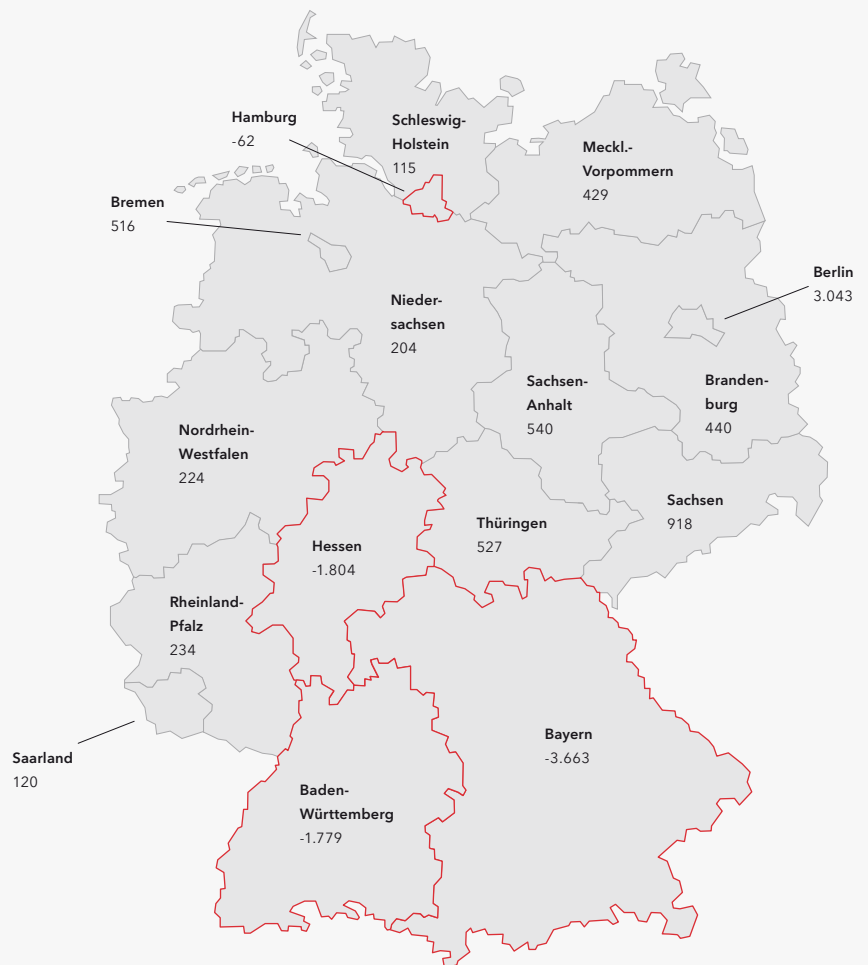 Hamburg
-62
Schleswig-
Holstein
115
Meckl.-
Vorpommern
429
Bremen
516
Berlin
3.043
Nieder-
sachsen
204
Sachsen-
Anhalt
540
Branden-
burg
440
Nordrhein-
Westfalen
224
Sachsen
918
Thüringen
527
Hessen
-1.804
Rheinland-
Pfalz
234
Saarland
120
Bayern
-3.663
Baden-
Württemberg
-1.779